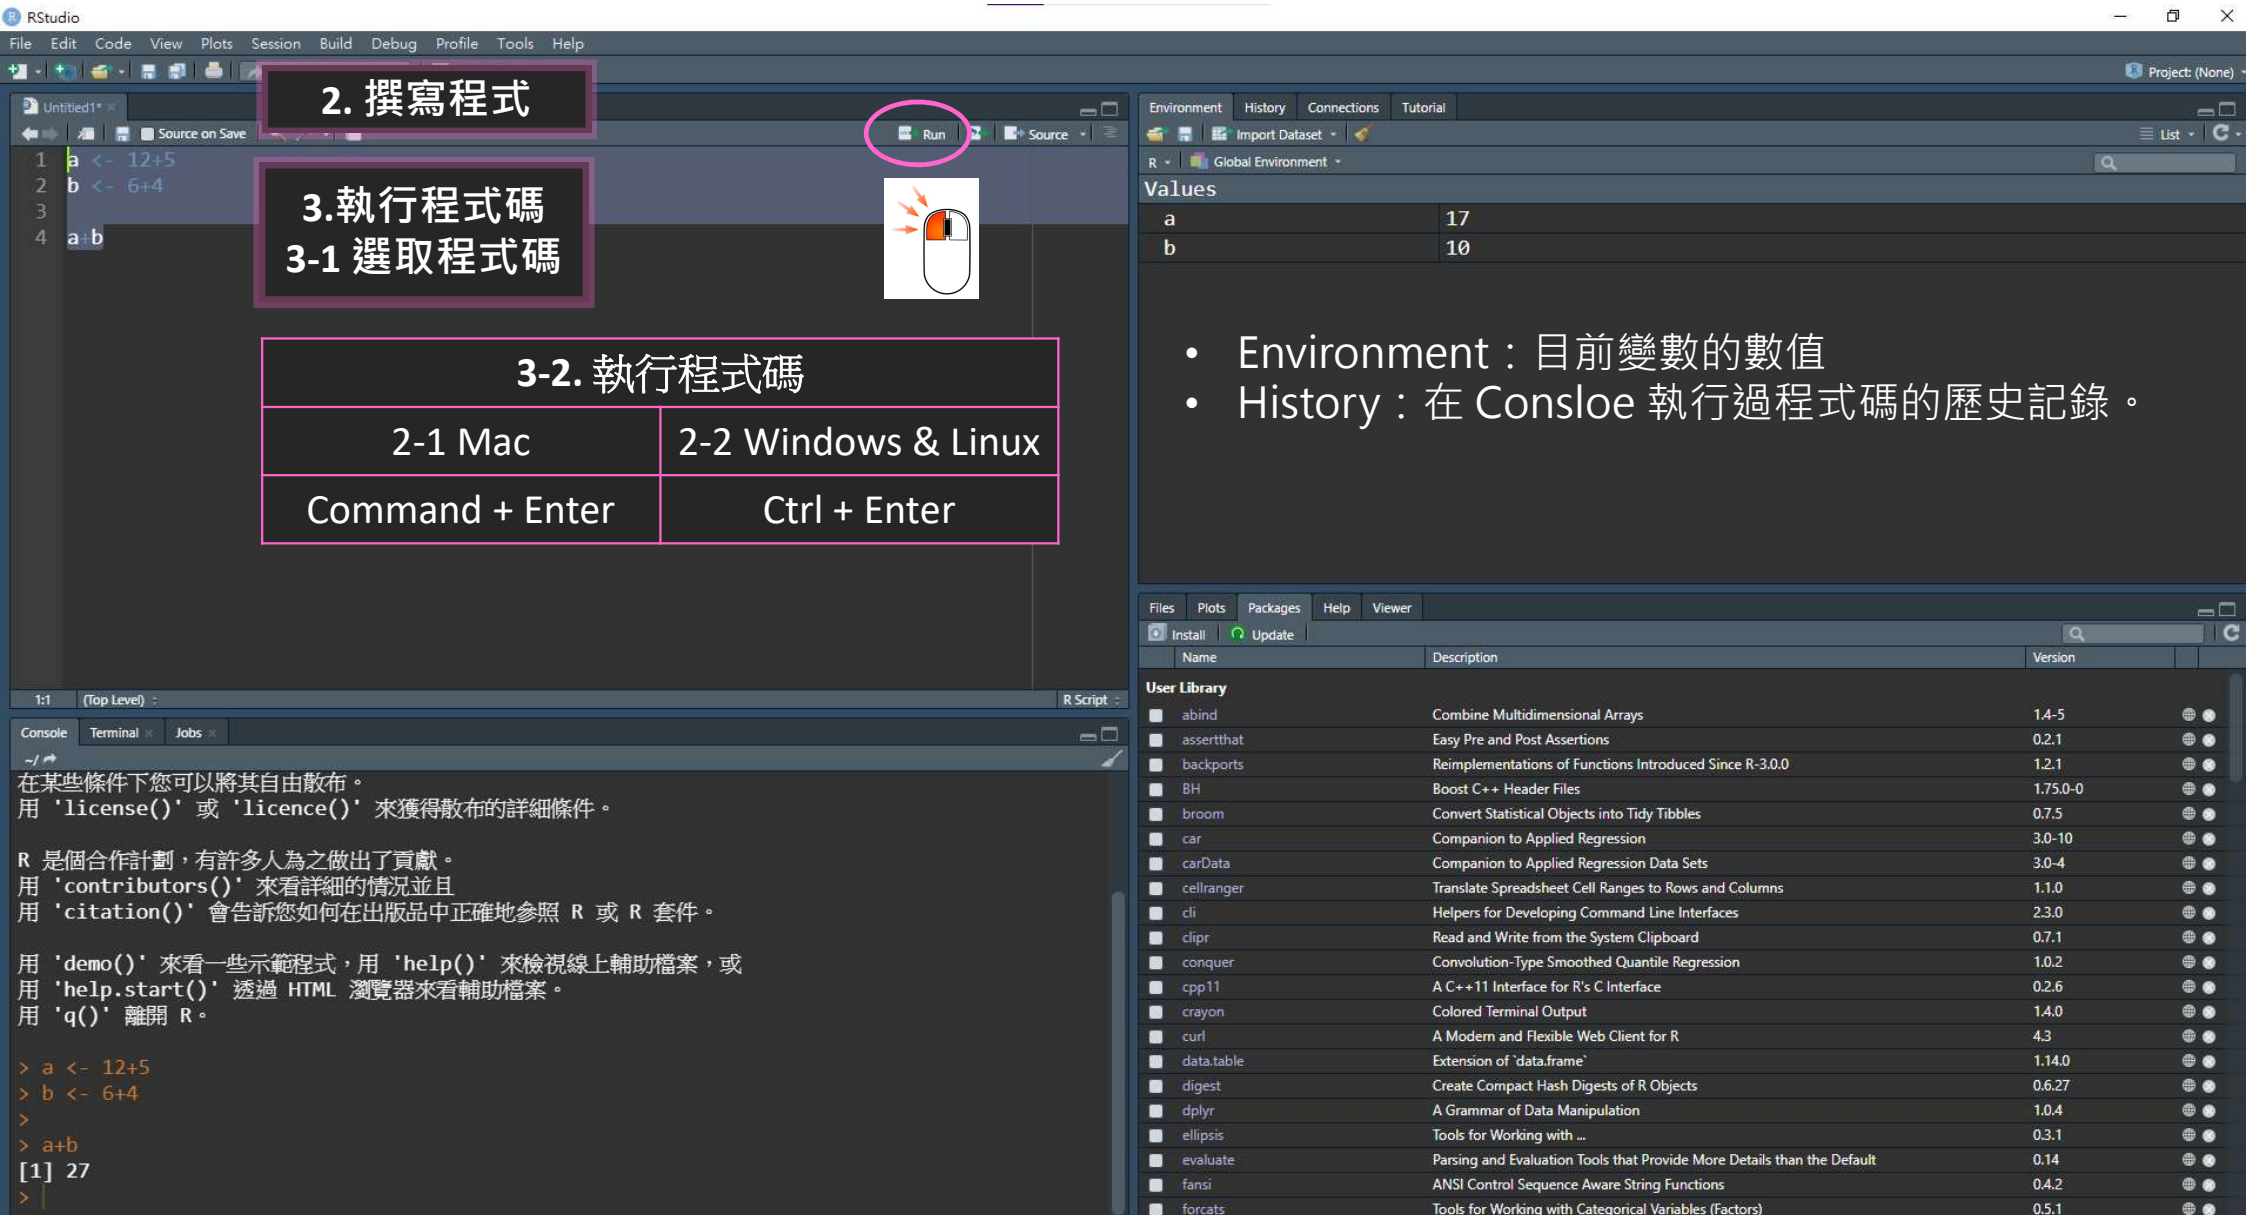 RStudio
File Edit Code View Plots Session Build Debug Profile Tools Help
Project: (None)
2. 撰寫程式
Untitled1*
Source on Save
Run
Source
1 a <- 12+5
2 b <- 6+4
3
4 a+b
3.執行程式碼
3-1 選取程式碼
3-2. 執行程式碼
2-1 Mac 2-2 Windows & Linux
Command + Enter Ctrl + Enter
1:1 (Top Level) R Script
Console Terminal Jobs
~/
在某些條件下您可以將其自由散布。
用 'license()' 或 'licence()' 來獲得散布的詳細條件。
R 是個合作計劃，有許多人為之做出了貢獻。
用 'contributors()' 來看詳細的情況並且
用 'citation()' 會告訴您如何在出版品中正確地參照 R 或 R 套件。
用 'demo()' 來看一些示範程式，用 'help()' 來檢視線上輔助檔案，或
用 'help.start()' 透過 HTML 瀏覽器來看輔助檔案。
用 'q()' 離開 R。
> a <- 12+5
> b <- 6+4
>
> a+b
[1] 27
>
Environment History Connections Tutorial
Import Dataset List
R Global Environment
Values
a 17
b 10
• Environment：目前變數的數值
• History：在 Consloe 執行過程式碼的歷史記錄。
Files Plots Packages Help Viewer
Install Update
Name Description Version
User Library
abind Combine Multidimensional Arrays 1.4-5
assertthat Easy Pre and Post Assertions 0.2.1
backports Reimplementations of Functions Introduced Since R-3.0.0 1.2.1
BH Boost C++ Header Files 1.75.0-0
broom Convert Statistical Objects into Tidy Tibbles 0.7.5
car Companion to Applied Regression 3.0-10
carData Companion to Applied Regression Data Sets 3.0-4
cellranger Translate Spreadsheet Cell Ranges to Rows and Columns 1.1.0
cli Helpers for Developing Command Line Interfaces 2.3.0
clipr Read and Write from the System Clipboard 0.7.1
conquer Convolution-Type Smoothed Quantile Regression 1.0.2
cpp11 A C++11 Interface for R's C Interface 0.2.6
crayon Colored Terminal Output 1.4.0
curl A Modern and Flexible Web Client for R 4.3
data.table Extension of `data.frame` 1.14.0
digest Create Compact Hash Digests of R Objects 0.6.27
dplyr A Grammar of Data Manipulation 1.0.4
ellipsis Tools for Working with ... 0.3.1
evaluate Parsing and Evaluation Tools that Provide More Details than the Default 0.14
fansi ANSI Control Sequence Aware String Functions 0.4.2
forcats Tools for Working with Categorical Variables (Factors) 0.5.1